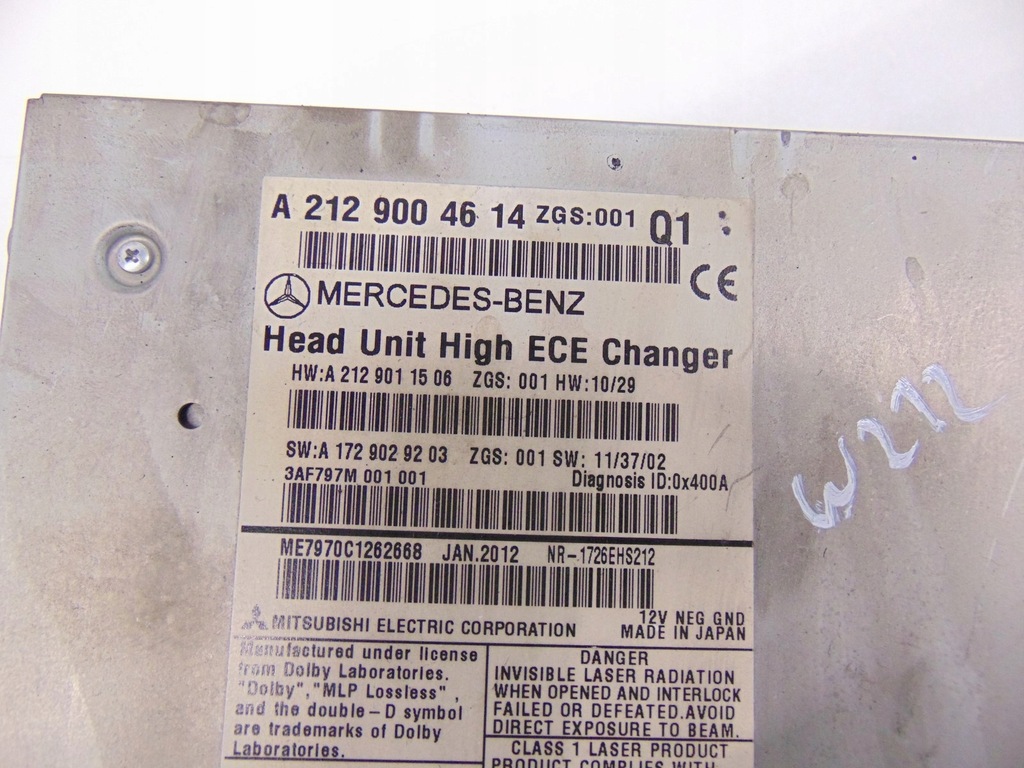 A 212 900 46 14 ZGS:001 Q1
CE
MERCEDES-BENZ
Head Unit High ECE Changer
HW:A 212 901 15 06 ZGS: 001 HW:10/29
SW:A 172 902 92 03 ZGS: 001 SW: 11/37/02
3AF797M 001 001 Diagnosis ID:0x400A
ME7970C1262668 JAN.2012 NR-1726EHS212
MITSUBISHI ELECTRIC CORPORATION
12V NEG GND
MADE IN JAPAN
Manufactured under license
from Dolby Laboratories.
"Dolby","MLP Lossless",
and the double-D symbol
are trademarks of Dolby
Laboratories.
DANGER
INVISIBLE LASER RADIATION
WHEN OPENED AND INTERLOCK
FAILED OR DEFEATED.AVOID
DIRECT EXPOSURE TO BEAM.
CLASS 1 LASER PRODUCT
PRODUCT COMPLIES WITH
W212